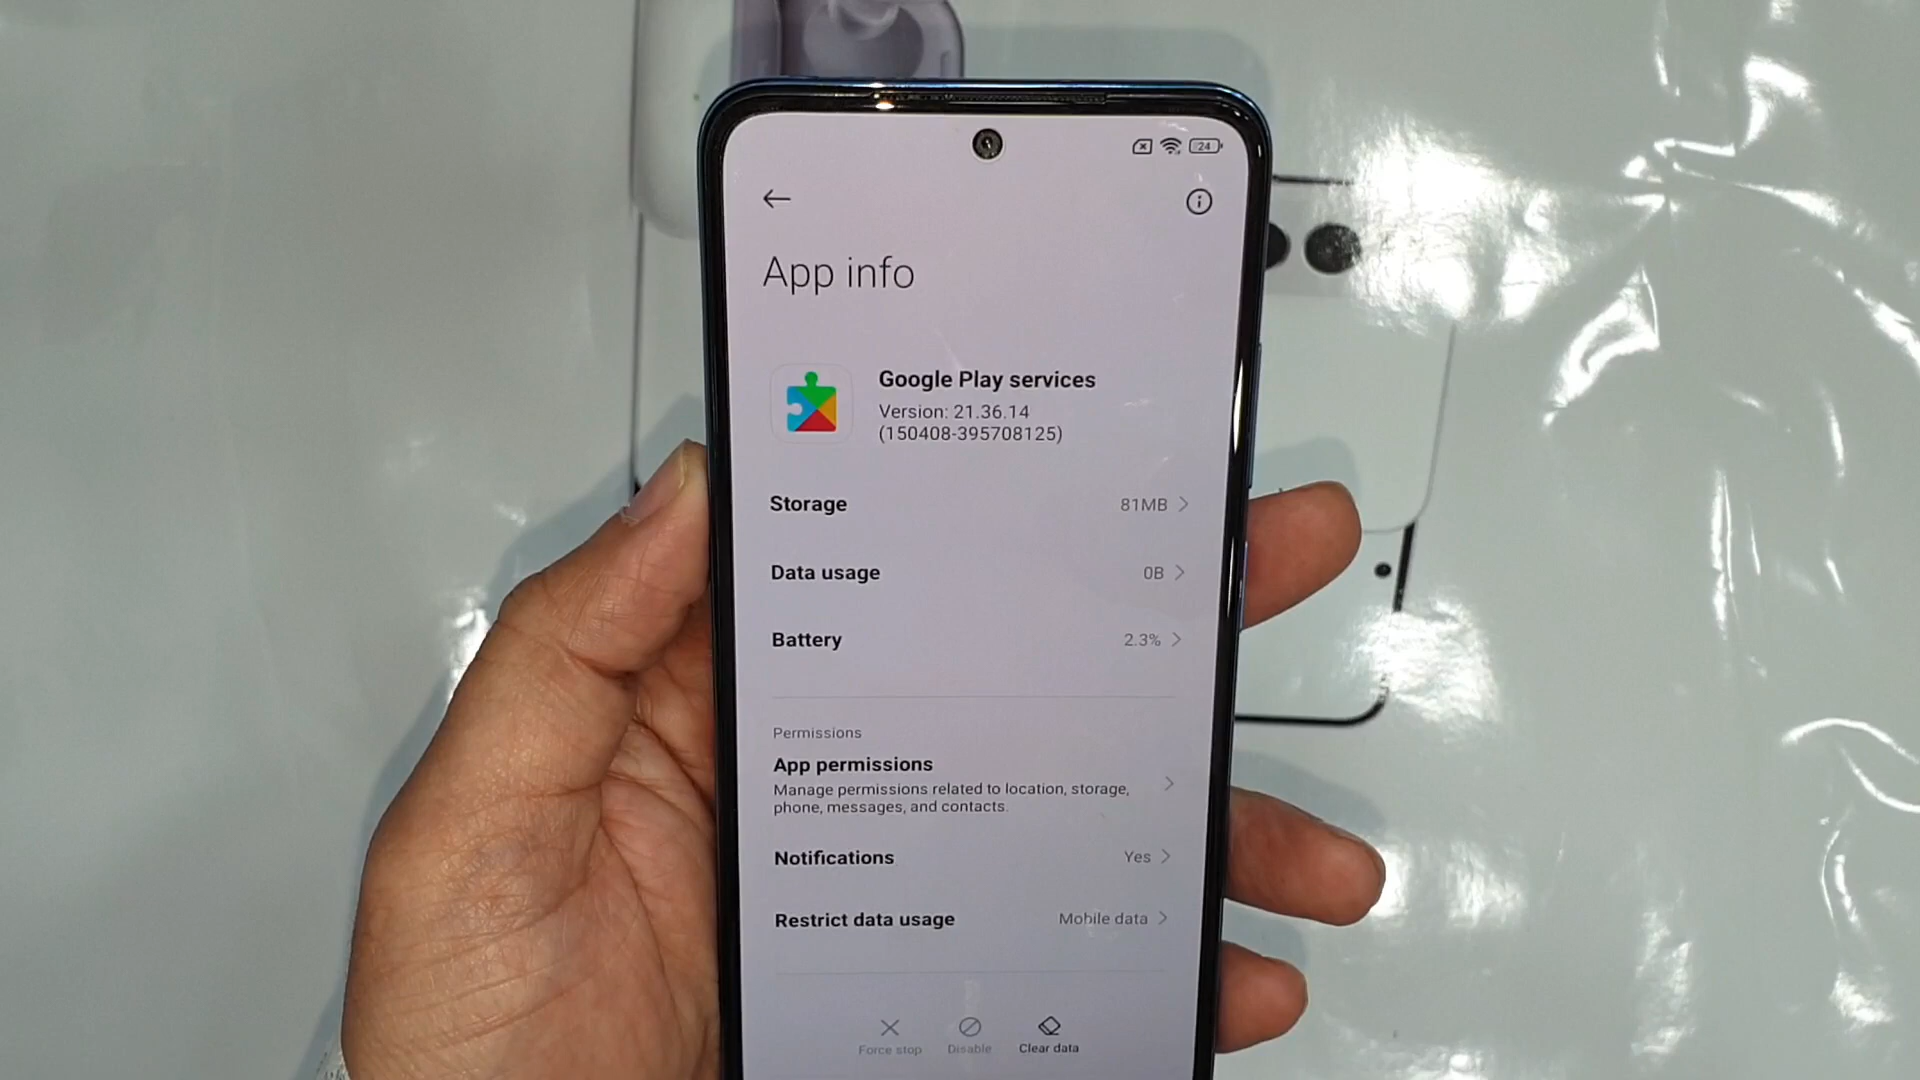 24
App info
Google Play services
Version: 21.36.14
(150408-395708125)
Storage 81MB
Data usage 0B
Battery 2.3%
Permissions
App permissions
Manage permissions related to location, storage,
phone, messages, and contacts.
Notifications Yes
Restrict data usage Mobile data
Force stop Disable Clear data